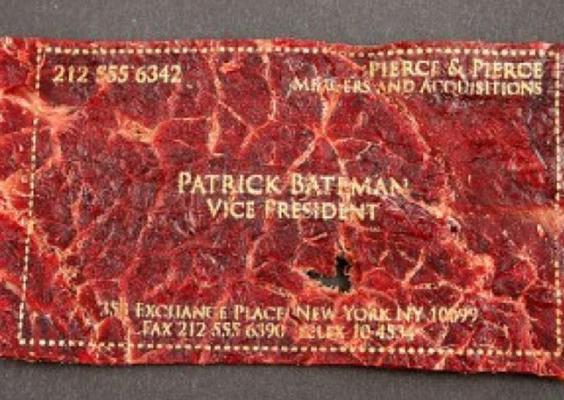 212 555 6342
PIERCE & PIERCE
MERGERS AND ACQUISITIONS
PATRICK BATEMAN
VICE PRESIDENT
EXCHANGE PLACE NEW YORK NY 10099
FAX 212 555 6390 TELEX 10 4534